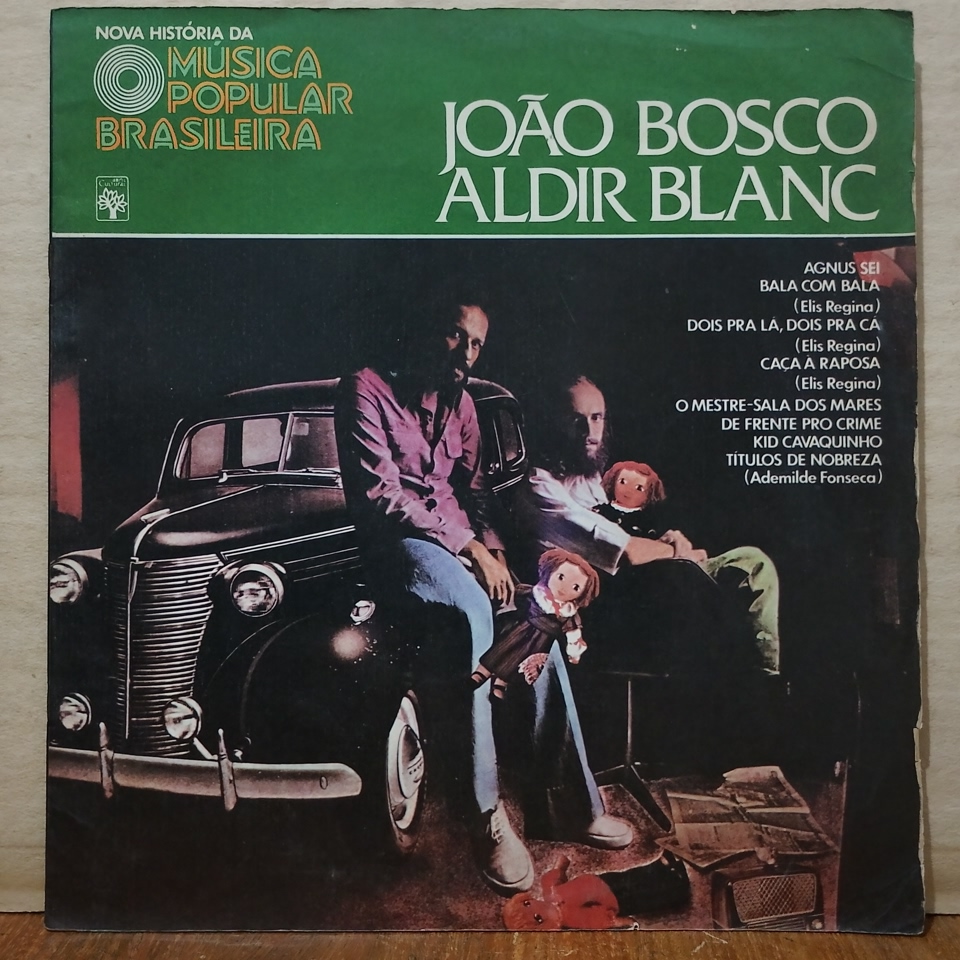 NOVA HISTÓRIA DA
MÚSICA
POPULAR
BRASILEIRA
Cultural
JOÃO BOSCO
ALDIR BLANC
AGNUS SEI
BALA COM BALA
(Elis Regina)
DOIS PRA LÁ, DOIS PRA CÁ
(Elis Regina)
CAÇA À RAPOSA
(Elis Regina)
O MESTRE-SALA DOS MARES
DE FRENTE PRO CRIME
KID CAVAQUINHO
TÍTULOS DE NOBREZA
(Ademilde Fonseca)